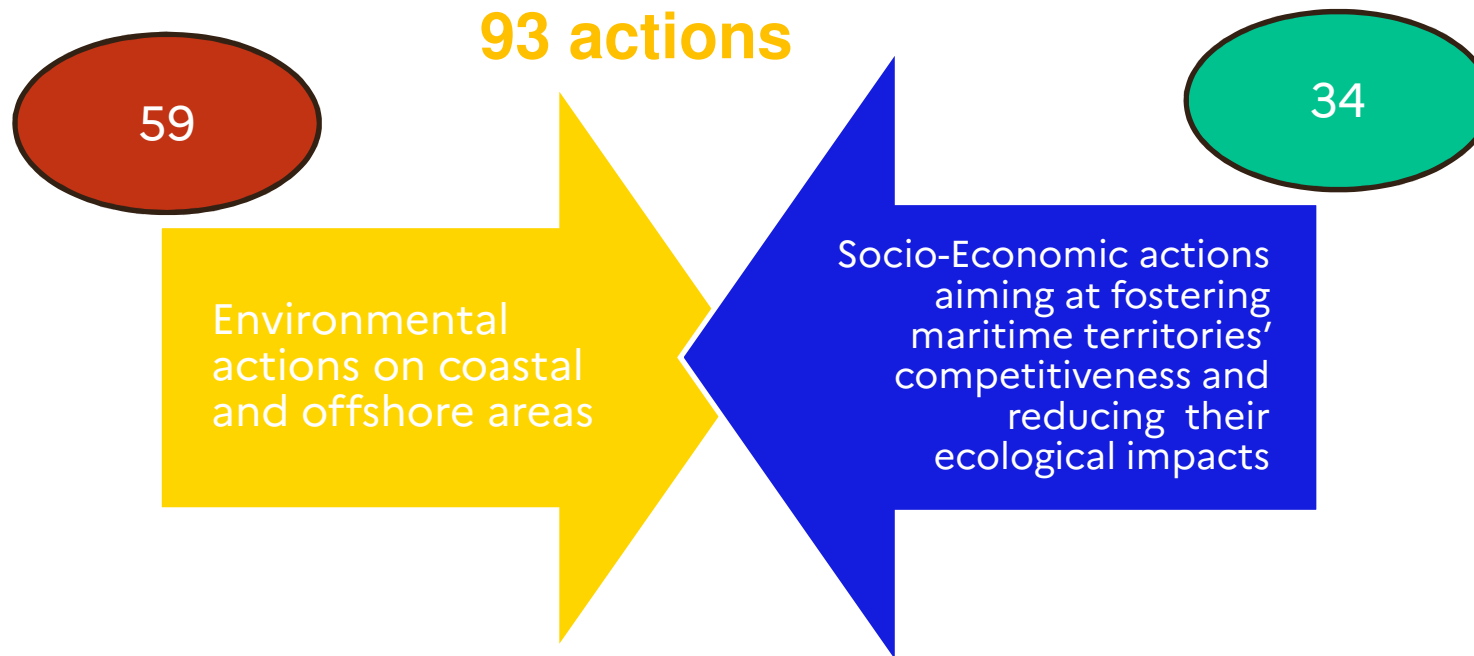 93 actions
59
34
Environmental
actions on coastal
and offshore areas
Socio-Economic actions
aiming at fostering
maritime territories’
competitiveness and
reducing  their
ecological impacts